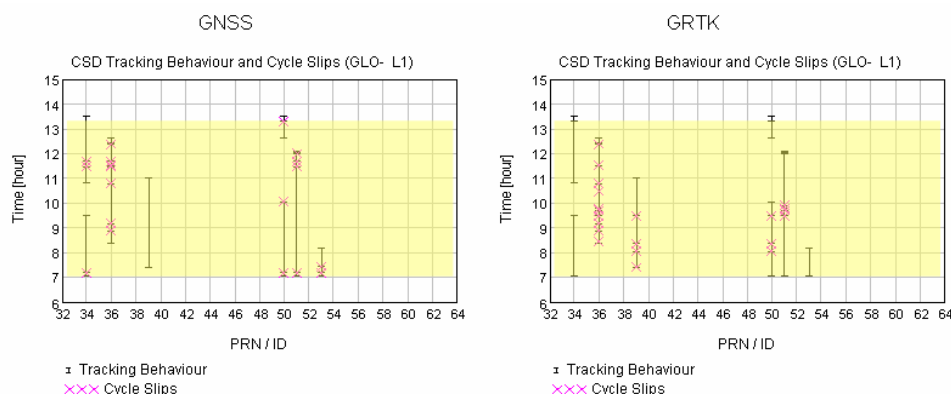 GNSS
CSD Tracking Behaviour and Cycle Slips (GLO- L1)
15
14
13
12
11
10
9
8
7
6
Time [hour]
32 34 36 38 40 42 44 46 48 50 52 54 56 58 60 62 64
PRN / ID
Tracking Behaviour
Cycle Slips
GRTK
CSD Tracking Behaviour and Cycle Slips (GLO- L1)
15
14
13
12
11
10
9
8
7
6
Time [hour]
32 34 36 38 40 42 44 46 48 50 52 54 56 58 60 62 64
PRN / ID
Tracking Behaviour
Cycle Slips